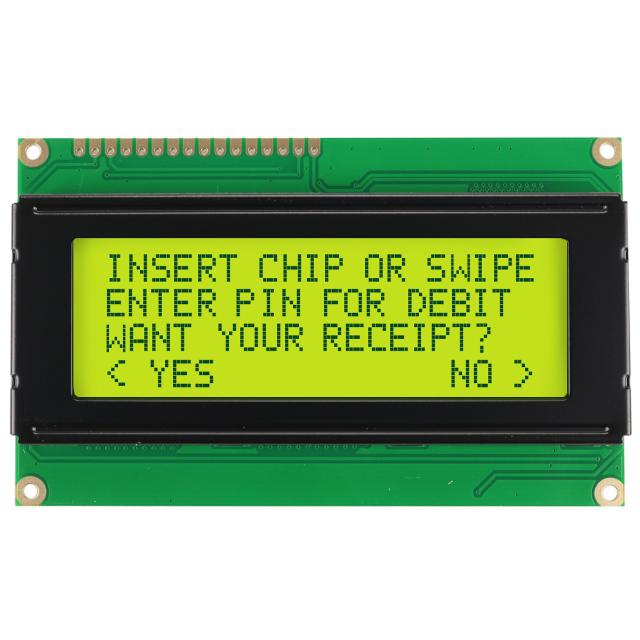 INSERT CHIP OR SWIPE
ENTER PIN FOR DEBIT
WANT YOUR RECEIPT?
< YES NO >